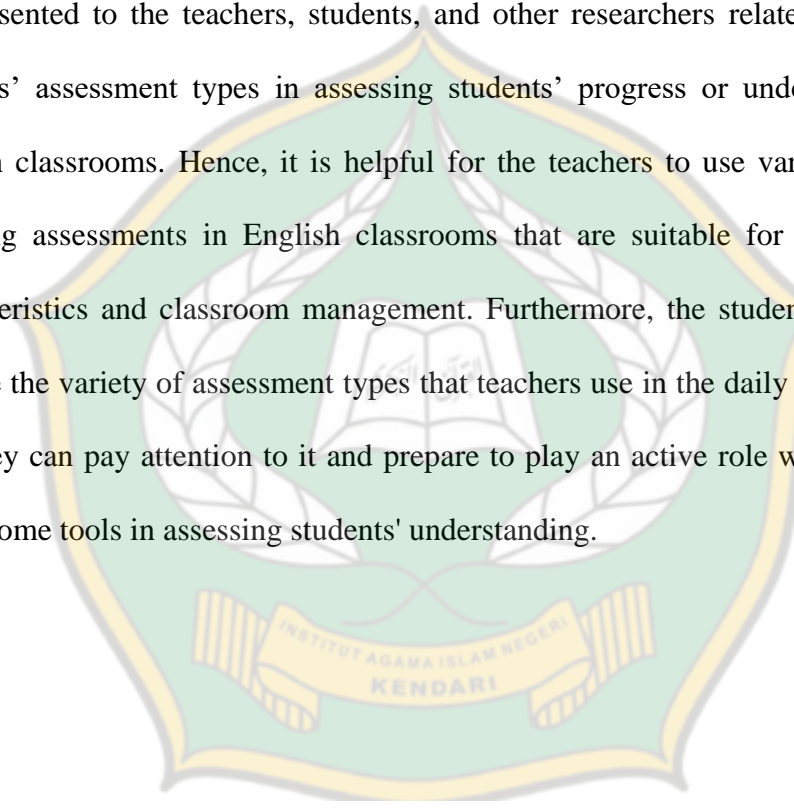 sented to the teachers, students, and other researchers relate
s’ assessment types in assessing students’ progress or unde
classrooms. Hence, it is helpful for the teachers to use var
g assessments in English classrooms that are suitable for
eristics and classroom management. Furthermore, the studen
the variety of assessment types that teachers use in the daily
ey can pay attention to it and prepare to play an active role w
ome tools in assessing students' understanding.
INSTITUT AGAMA ISLAM NEGERI
KENDARI